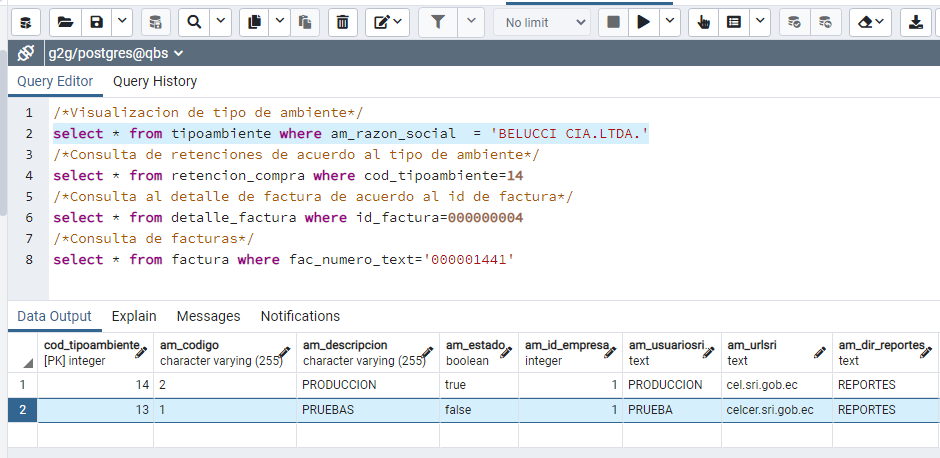 No limit
g2g/postgres@qbs
Query Editor Query History
1 /*Visualizacion de tipo de ambiente*/
2 select * from tipoambiente where am_razon_social  = 'BELUCCI CIA.LTDA.'
3 /*Consulta de retenciones de acuerdo al tipo de ambiente*/
4 select * from retencion_compra where cod_tipoambiente=14
5 /*Consulta al detalle de factura de acuerdo al id de factura*/
6 select * from detalle_factura where id_factura=000000004
7 /*Consulta de facturas*/
8 select * from factura where fac_numero_text='000001441'
Data Output Explain Messages Notifications
cod_tipoambiente am_codigo am_descripcion am_estado am_id_empresa am_usuariosri am_urlsri am_dir_reportes
[PK] integer character varying (255) character varying (255) boolean integer text text text
1 14 2 PRODUCCION true 1 PRODUCCION cel.sri.gob.ec REPORTES
2 13 1 PRUEBAS false 1 PRUEBA celcer.sri.gob.ec REPORTES